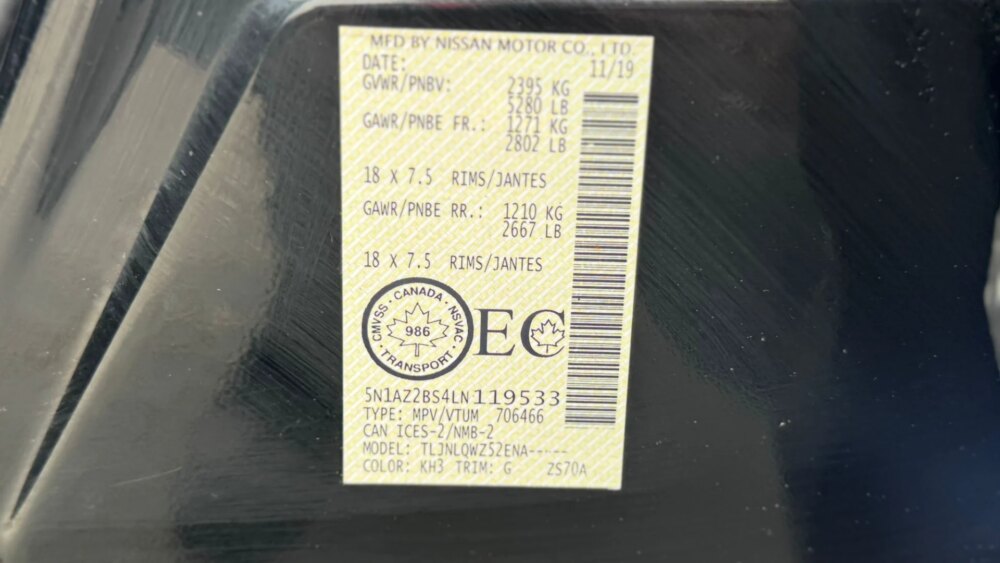 MFD BY NISSAN MOTOR CO., LTD.
DATE: 11/19
GVWR/PNBV: 2395 KG
5280 LB
GAWR/PNBE FR.: 1271 KG
2802 LB
18 X 7.5 RIMS/JANTES
GAWR/PNBE RR.: 1210 KG
2667 LB
18 X 7.5 RIMS/JANTES
CMVSS · CANADA · NSVAC · TRANSPORT ·
986
EC
5N1AZ2BS4LN119533
TYPE: MPV/VTUM 706466
CAN ICES-2/NMB-2
MODEL: TLJNLQWZ52ENA-----
COLOR: KH3 TRIM: G ZS70A